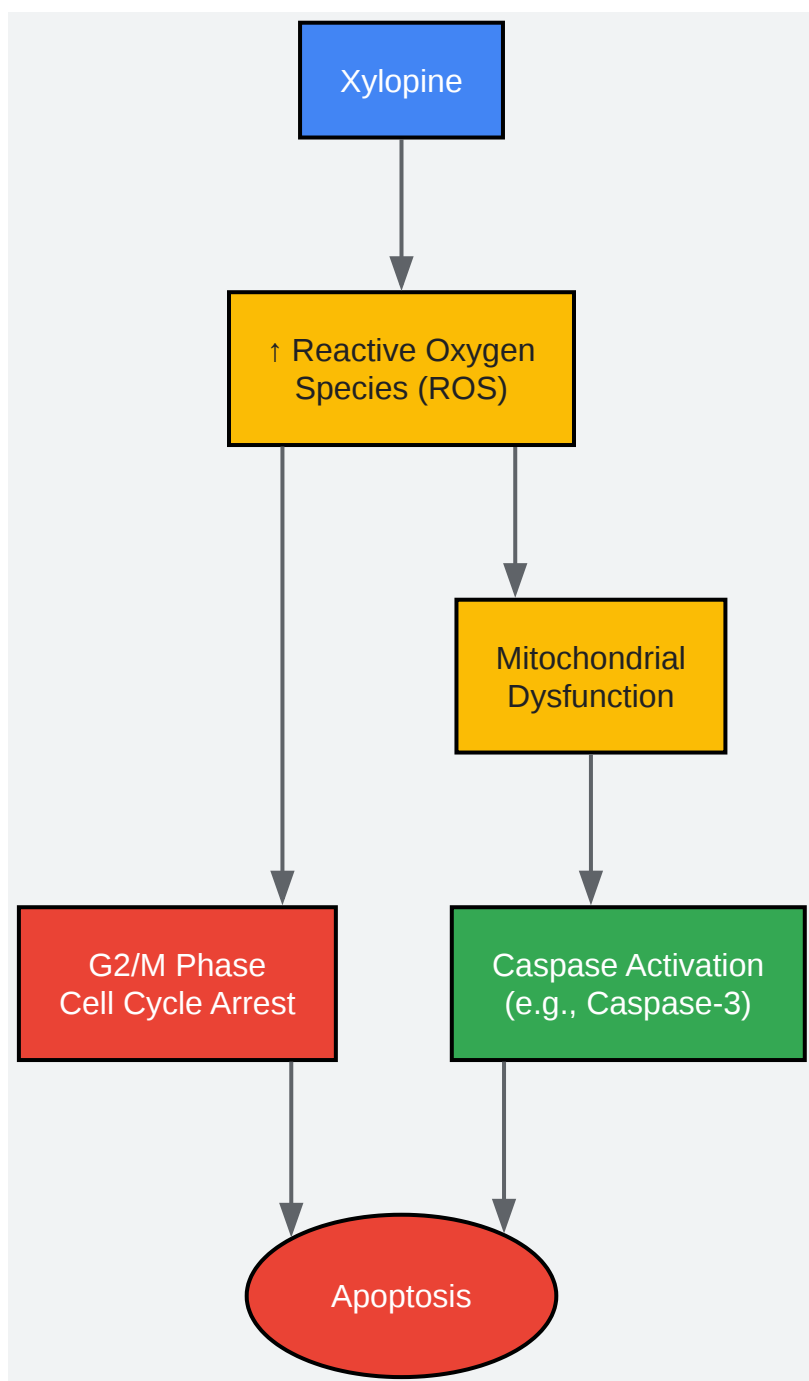 Xylopine
↑ Reactive Oxygen
Species (ROS)
Mitochondrial
Dysfunction
G2/M Phase
Cell Cycle Arrest
Caspase Activation
(e.g., Caspase-3)
Apoptosis